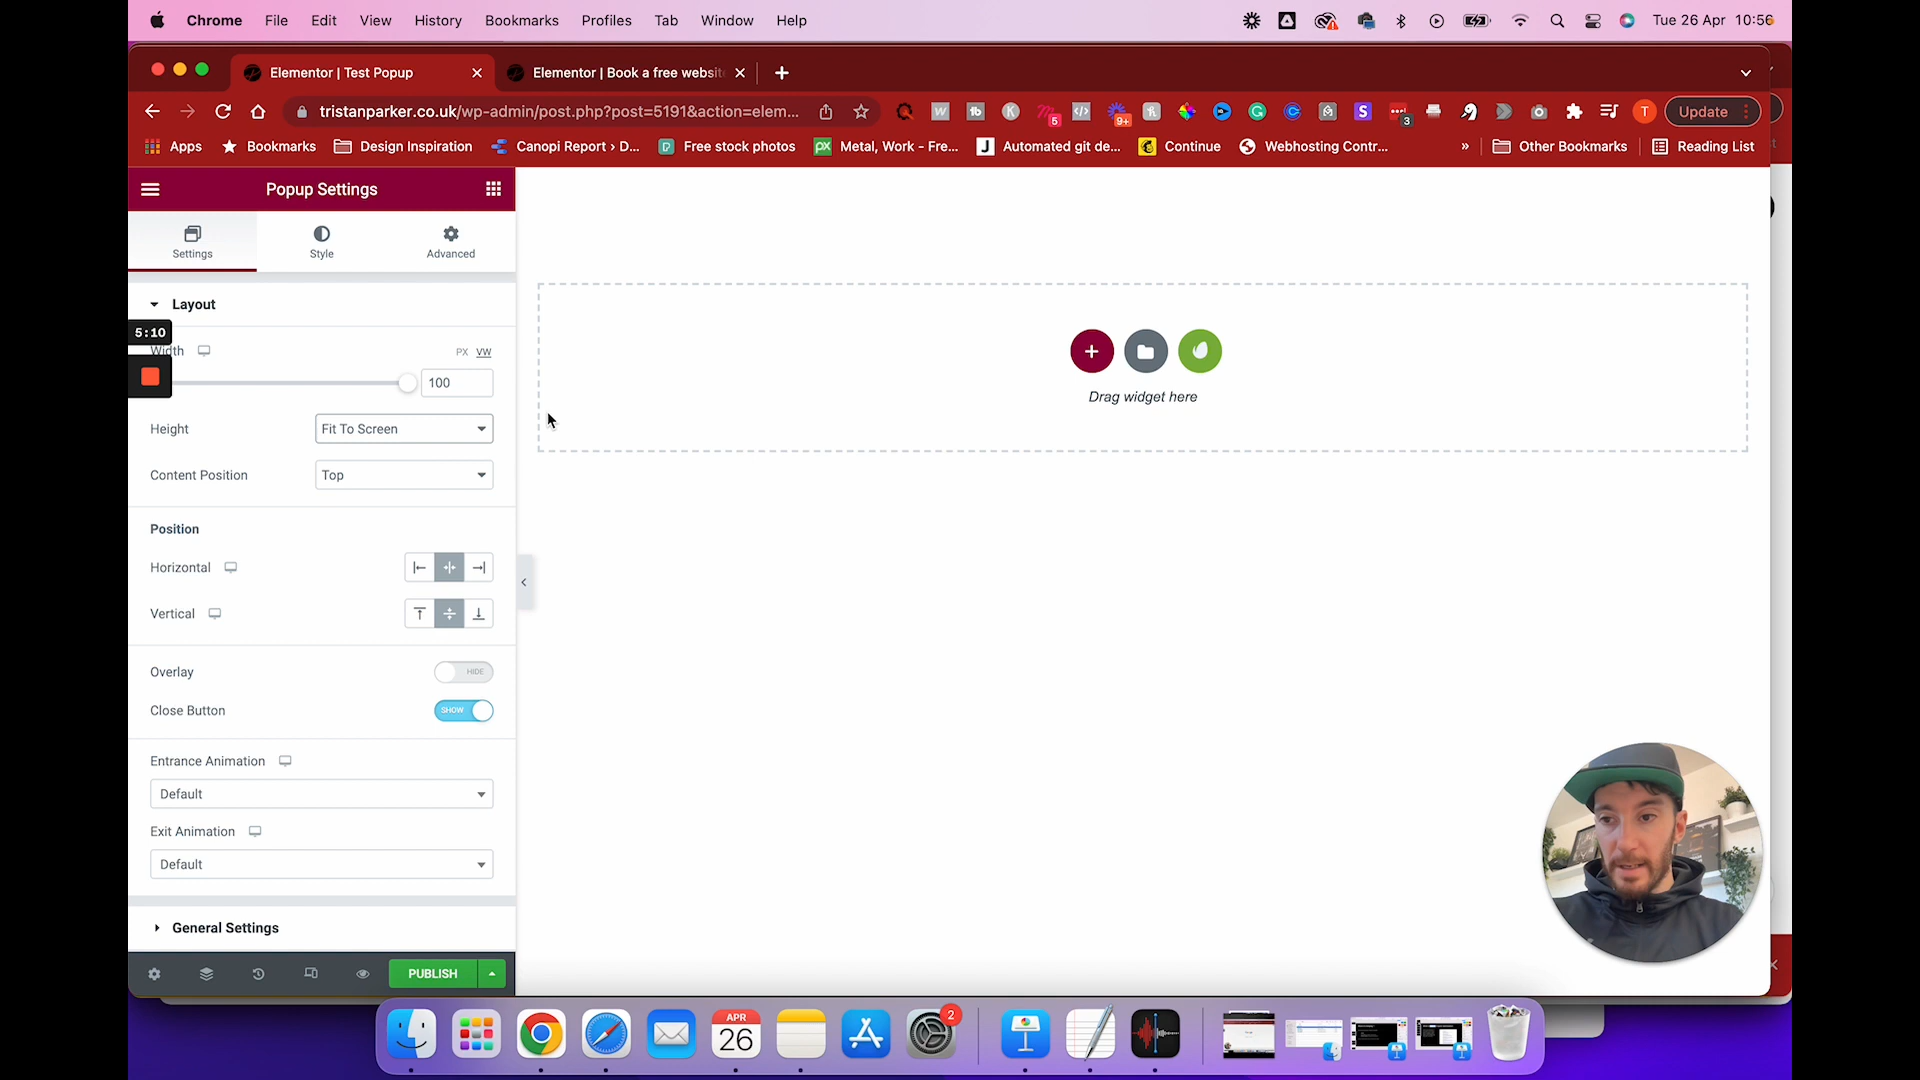 Chrome File Edit View History Bookmarks Profiles Tab Window Help Tue 26 Apr 10:56
Elementor | Test Popup Elementor | Book a free websit
tristanparker.co.uk/wp-admin/post.php?post=5191&action=elem... 5 9+ 3 T Update
Apps Bookmarks Design Inspiration Canopi Report › D... Free stock photos px Metal, Work - Fre... J Automated git de... Continue Webhosting Contr... » Other Bookmarks Reading List
Popup Settings
Settings Style Advanced
Layout
5:10
Width PX VW
100
Height Fit To Screen
Content Position Top
Position
Horizontal
Vertical
Overlay HIDE
Close Button SHOW
Entrance Animation
Default
Exit Animation
Default
General Settings
PUBLISH
Drag widget here
APR
26
2